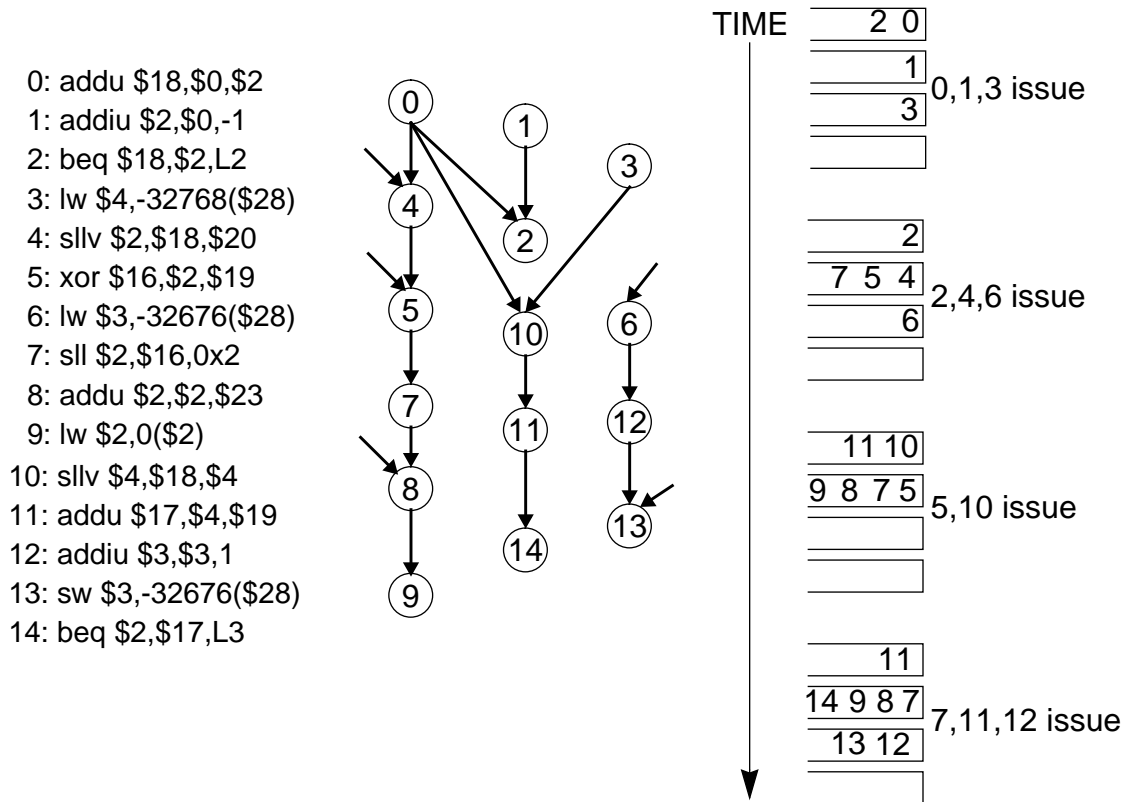 0: addu $18,$0,$2
1: addiu $2,$0,-1
2: beq $18,$2,L2
3: lw $4,-32768($28)
4: sllv $2,$18,$20
5: xor $16,$2,$19
6: lw $3,-32676($28)
7: sll $2,$16,0x2
8: addu $2,$2,$23
9: lw $2,0($2)
10: sllv $4,$18,$4
11: addu $17,$4,$19
12: addiu $3,$3,1
13: sw $3,-32676($28)
14: beq $2,$17,L3
0
1
3
4
2
5
10
6
7
11
12
8
13
14
9
TIME
2 0
1
3
0,1,3 issue
2
7 5 4
6
2,4,6 issue
11 10
9 8 7 5
5,10 issue
11
14 9 8 7
13 12
7,11,12 issue